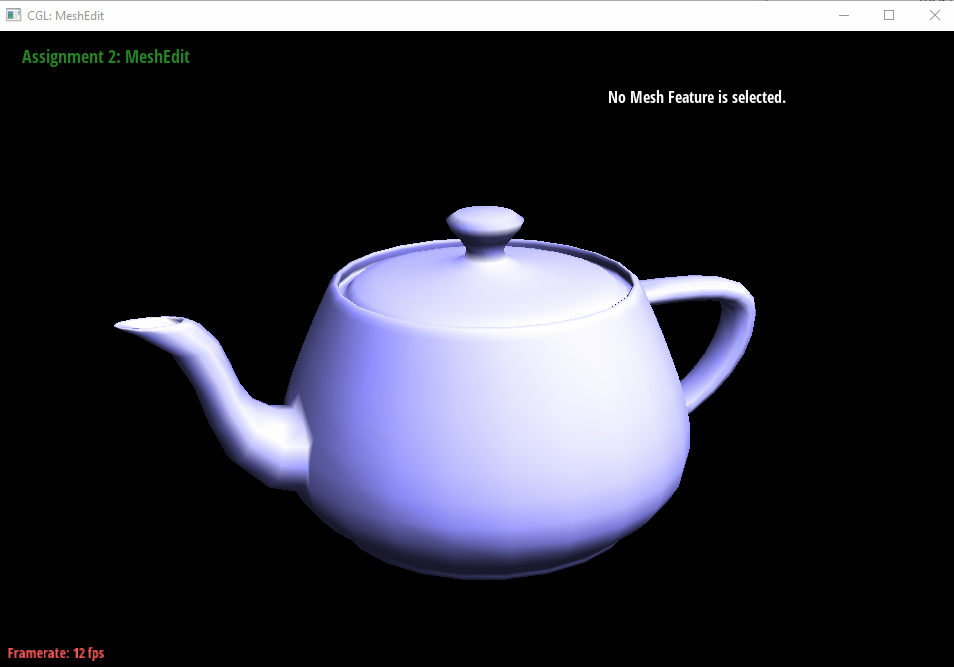 CGL: MeshEdit
Assignment 2: MeshEdit
No Mesh Feature is selected.
Framerate: 12 fps